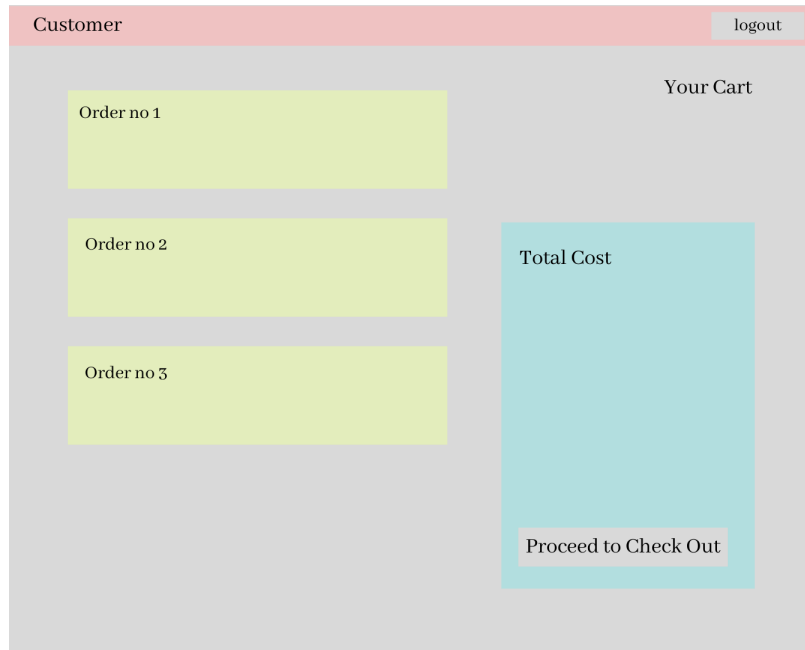 Customer
logout
Your Cart
Order no 1
Order no 2
Total Cost
Order no 3
Proceed to Check Out